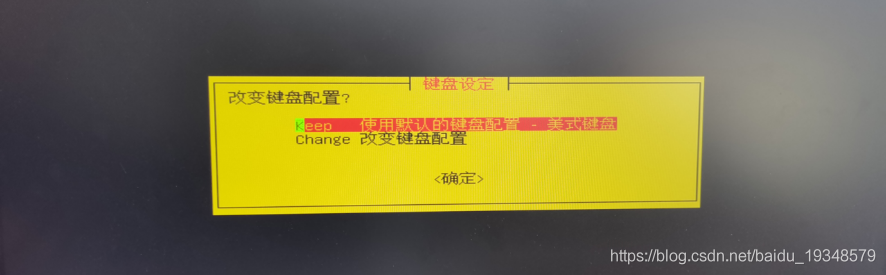 键盘设定
改变键盘配置?
Keep 使用默认的键盘配置 - 美式键盘
Change 改变键盘配置
<确定>
https://blog.csdn.net/baidu_19348579